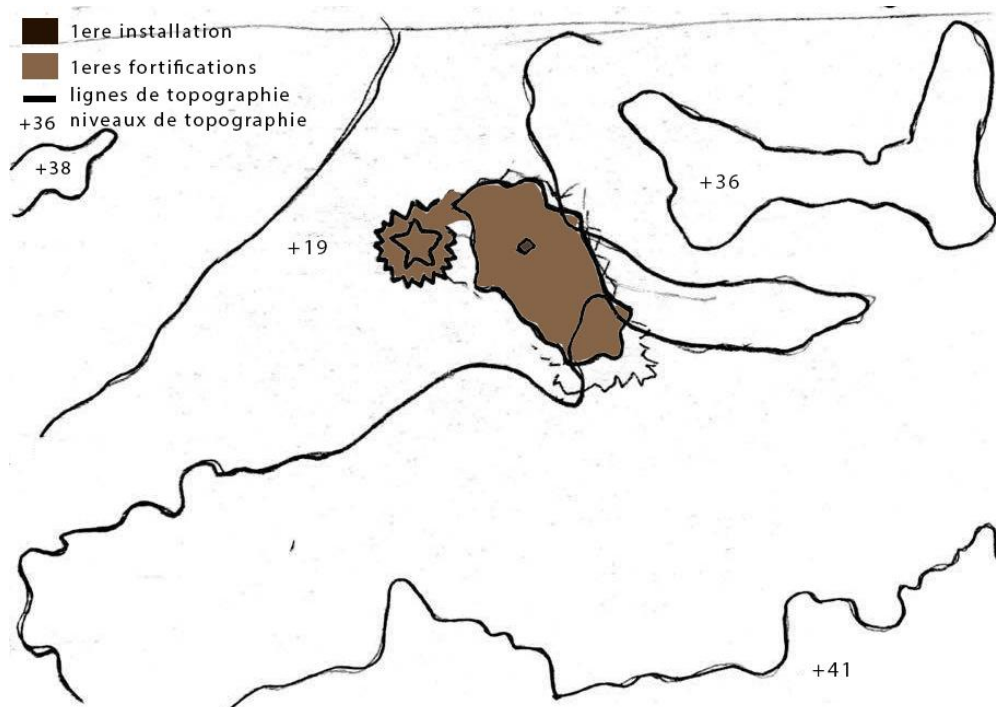 1ere installation
1eres fortifications
lignes de topographie
+36 niveaux de topographie
+38
+36
+19
+41